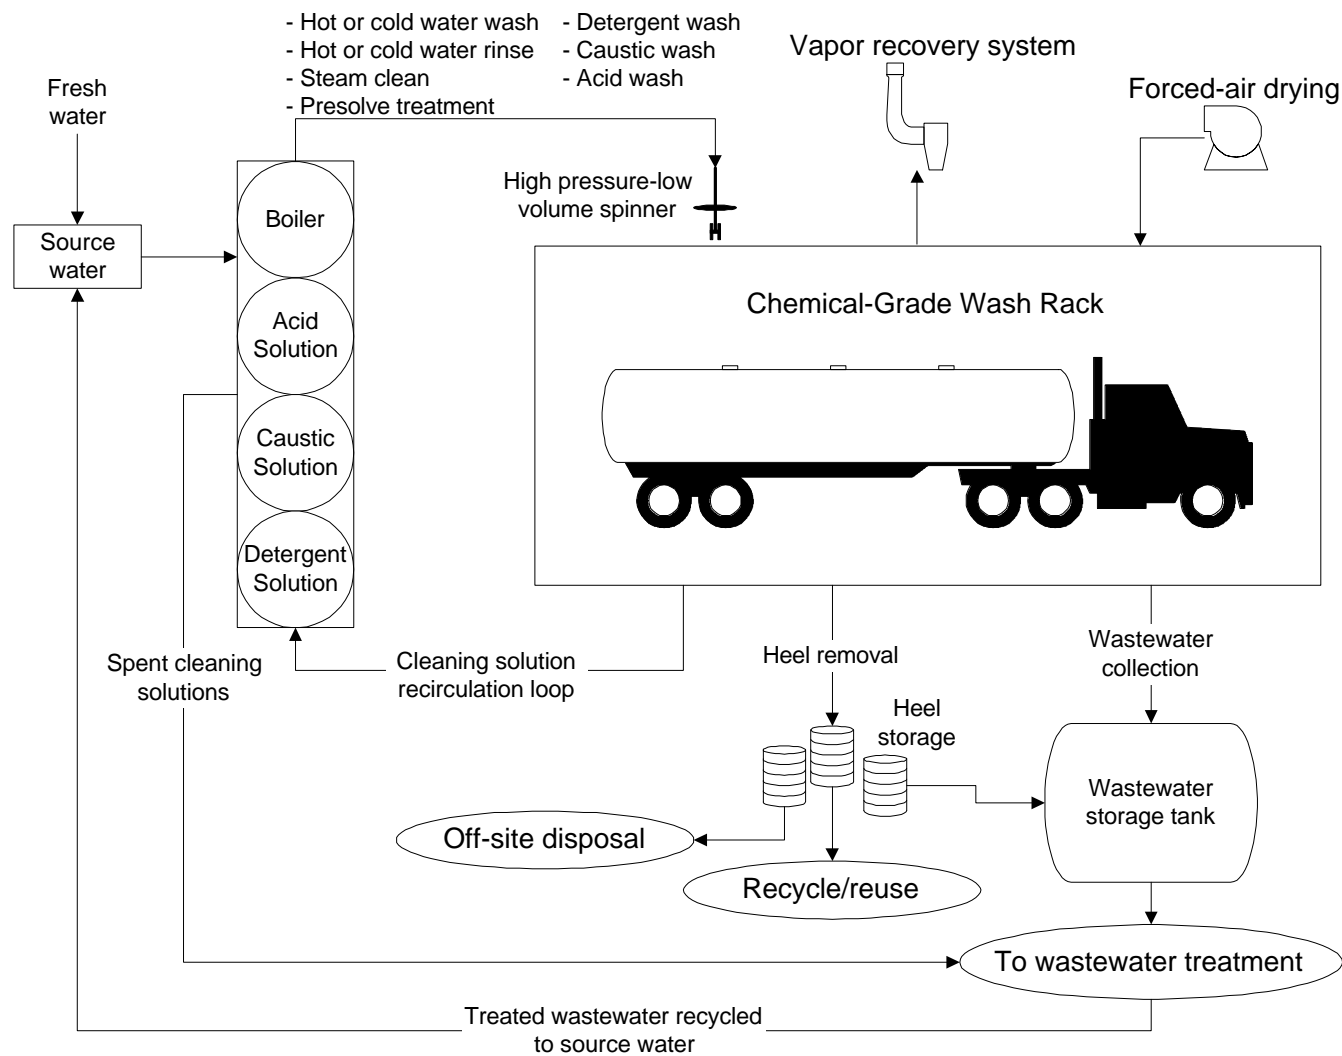 - Hot or cold water wash
- Hot or cold water rinse
- Steam clean
- Presolve treatment
- Detergent wash
- Caustic wash
- Acid wash
Vapor recovery system
Forced-air drying
Fresh
water
Source
water
Boiler
Acid
Solution
Caustic
Solution
Detergent
Solution
High pressure-low
volume spinner
Chemical-Grade Wash Rack
Spent cleaning
solutions
Cleaning solution
recirculation loop
Heel removal
Wastewater
collection
Heel
storage
Wastewater
storage tank
Off-site disposal
Recycle/reuse
To wastewater treatment
Treated wastewater recycled
to source water